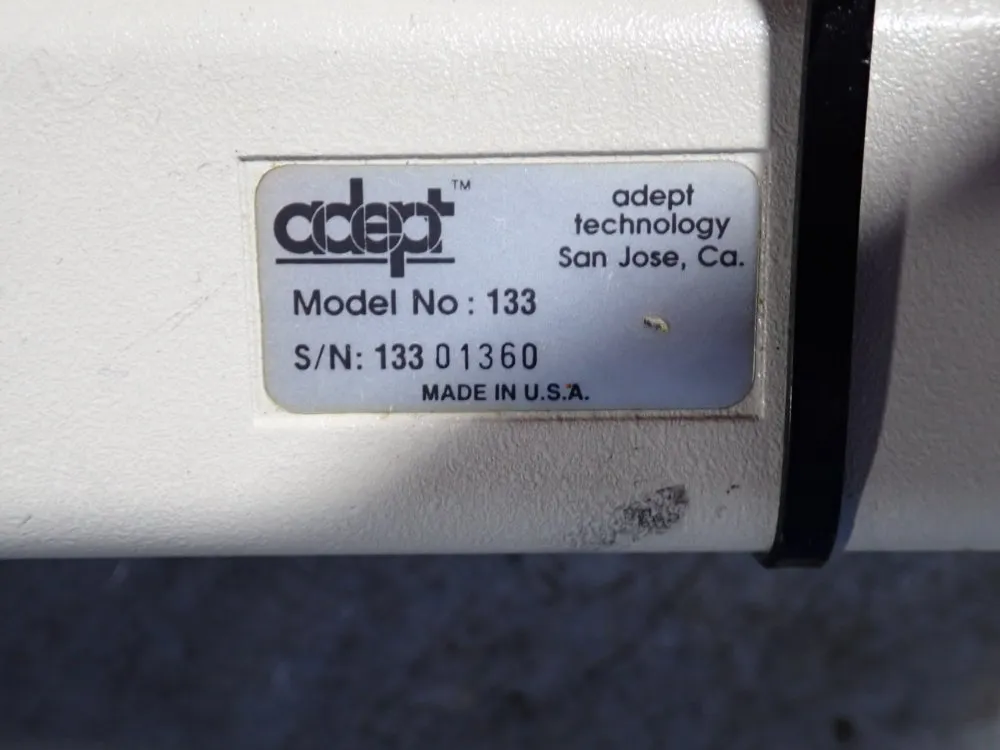 adept™
adept
technology
San Jose, Ca.
Model No : 133
S/N: 133 01360
MADE IN U.S.A.